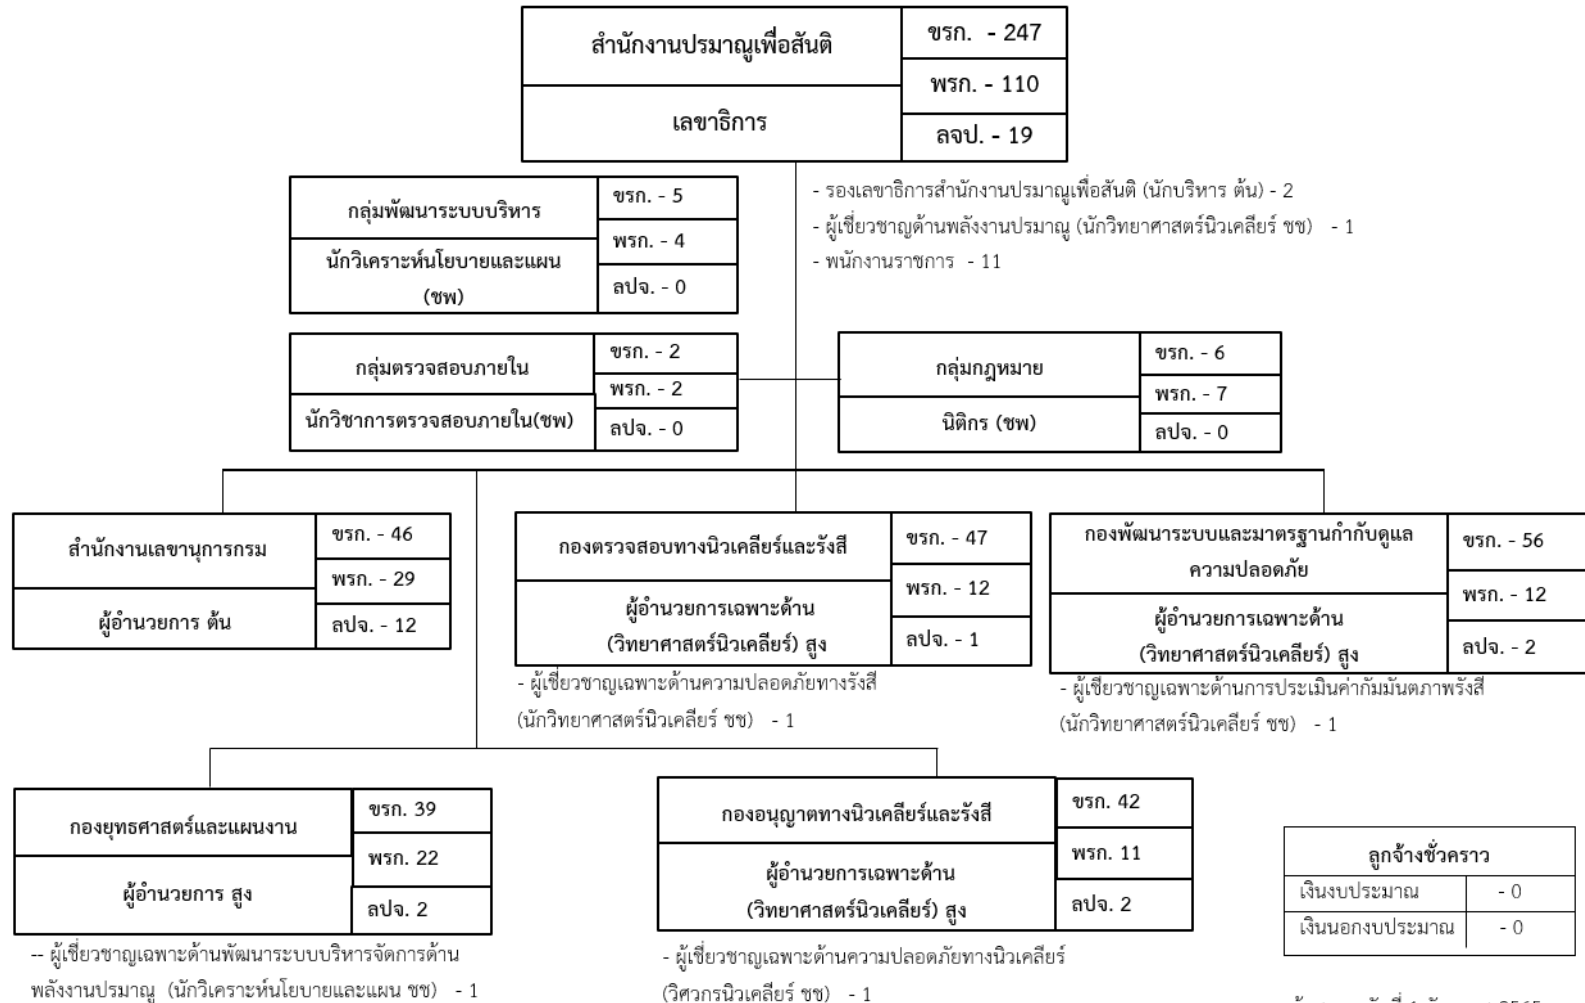 สำนักงานปรมาณูเพื่อสันติ
เลขาธิการ
ขรก. - 247
พรก. - 110
ลจป. - 19
- รองเลขาธิการสำนักงานปรมาณูเพื่อสันติ (นักบริหาร ต้น) - 2
- ผู้เชี่ยวชาญด้านพลังงานปรมาณู (นักวิทยาศาสตร์นิวเคลียร์ ชช) - 1
- พนักงานราชการ - 11
กลุ่มพัฒนาระบบบริหาร
นักวิเคราะห์นโยบายและแผน
(ชพ)
ขรก. - 5
พรก. - 4
ลปจ. - 0
กลุ่มตรวจสอบภายใน
นักวิชาการตรวจสอบภายใน(ชพ)
ขรก. - 2
พรก. - 2
ลปจ. - 0
กลุ่มกฎหมาย
นิติกร (ชพ)
ขรก. - 6
พรก. - 7
ลปจ. - 0
สำนักงานเลขานุการกรม
ผู้อำนวยการ ต้น
ขรก. - 46
พรก. - 29
ลปจ. - 12
กองตรวจสอบทางนิวเคลียร์และรังสี
ผู้อำนวยการเฉพาะด้าน
(วิทยาศาสตร์นิวเคลียร์) สูง
ขรก. - 47
พรก. - 12
ลปจ. - 1
- ผู้เชี่ยวชาญเฉพาะด้านความปลอดภัยทางรังสี
(นักวิทยาศาสตร์นิวเคลียร์ ชช) - 1
กองพัฒนาระบบและมาตรฐานกำกับดูแล
ความปลอดภัย
ผู้อำนวยการเฉพาะด้าน
(วิทยาศาสตร์นิวเคลียร์) สูง
ขรก. - 56
พรก. - 12
ลปจ. - 2
- ผู้เชี่ยวชาญเฉพาะด้านการประเมินค่ากัมมันตภาพรังสี
(นักวิทยาศาสตร์นิวเคลียร์ ชช) - 1
กองยุทธศาสตร์และแผนงาน
ผู้อำนวยการ สูง
ขรก. 39
พรก. 22
ลปจ. 2
-- ผู้เชี่ยวชาญเฉพาะด้านพัฒนาระบบบริหารจัดการด้าน
พลังงานปรมาณู (นักวิเคราะห์นโยบายและแผน ชช) - 1
กองอนุญาตทางนิวเคลียร์และรังสี
ผู้อำนวยการเฉพาะด้าน
(วิทยาศาสตร์นิวเคลียร์) สูง
ขรก. 42
พรก. 11
ลปจ. 2
- ผู้เชี่ยวชาญเฉพาะด้านความปลอดภัยทางนิวเคลียร์
(วิศวกรนิวเคลียร์ ชช) - 1
ลูกจ้างชั่วคราว
เงินงบประมาณ - 0
เงินนอกงบประมาณ - 0